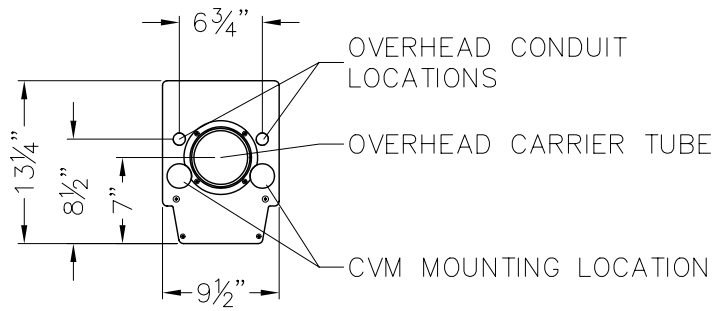 6¾"
OVERHEAD CONDUIT
LOCATIONS
OVERHEAD CARRIER TUBE
13¼"
8½"
7"
CVM MOUNTING LOCATION
9½"